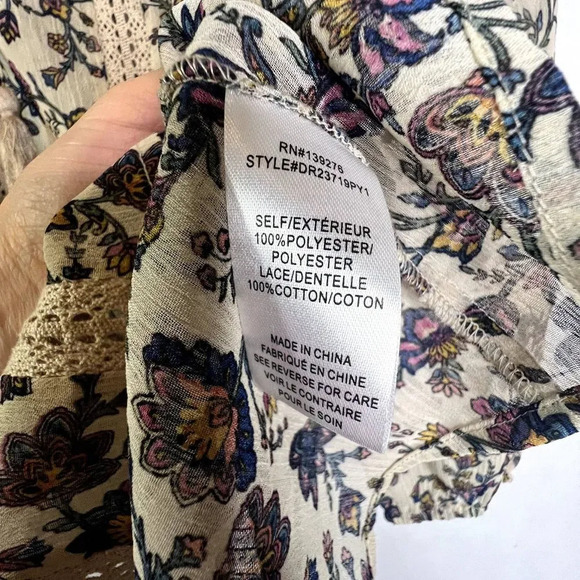 RN#139276
STYLE#DR23719PY1
SELF/EXTÉRIEUR
100%POLYESTER/
POLYESTER
LACE/DENTELLE
100%COTTON/COTON
MADE IN CHINA
FABRIQUÉ EN CHINE
SEE REVERSE FOR CARE
VOIR LE CONTRAIRE
POUR LE SOIN